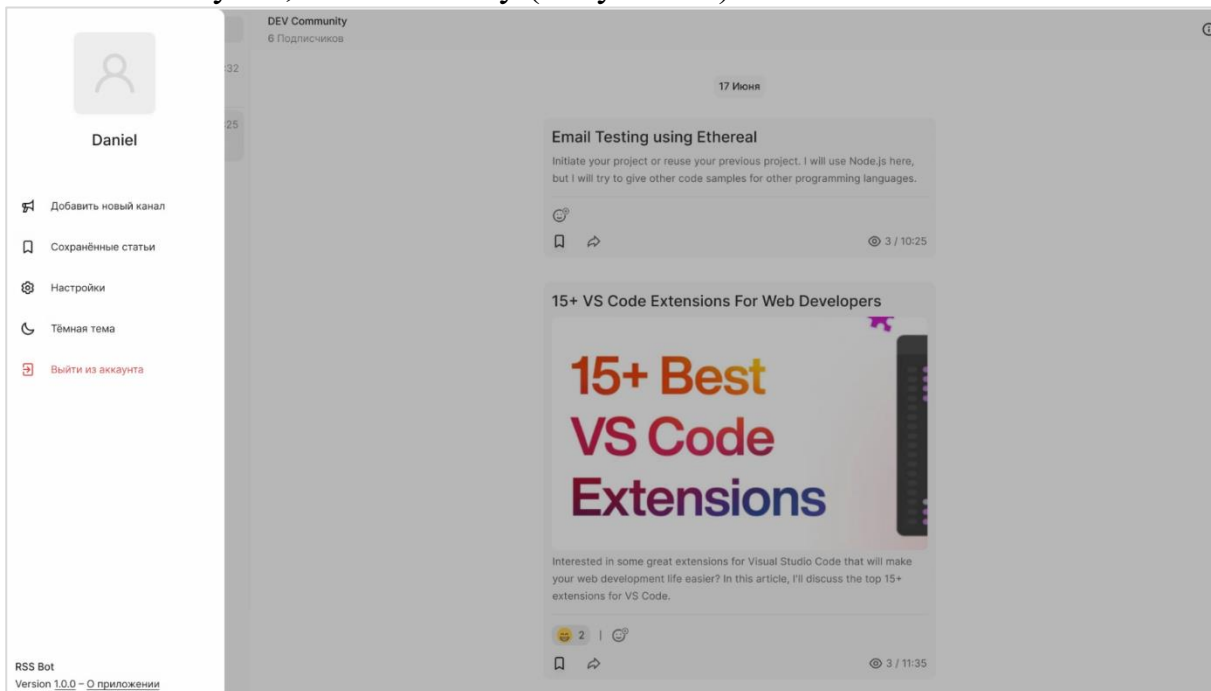 DEV Community
6 Подписчиков
:32
:25
Daniel
Добавить новый канал
Сохранённые статьи
Настройки
Тёмная тема
Выйти из аккаунта
RSS Bot
Version 1.0.0 – О приложении
17 Июня
Email Testing using Ethereal
Initiate your project or reuse your previous project. I will use Node.js here,
but I will try to give other code samples for other programming languages.
3 / 10:25
15+ VS Code Extensions For Web Developers
15+ Best
VS Code
Extensions
Interested in some great extensions for Visual Studio Code that will make
your web development life easier? In this article, I'll discuss the top 15+
extensions for VS Code.
2
3 / 11:35